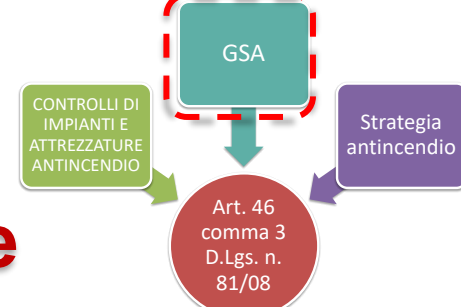 GSA
CONTROLLI DI
IMPIANTI E
ATTREZZATURE
ANTINCENDIO
Strategia
antincendio
Art. 46
comma 3
D.Lgs. n.
81/08
e